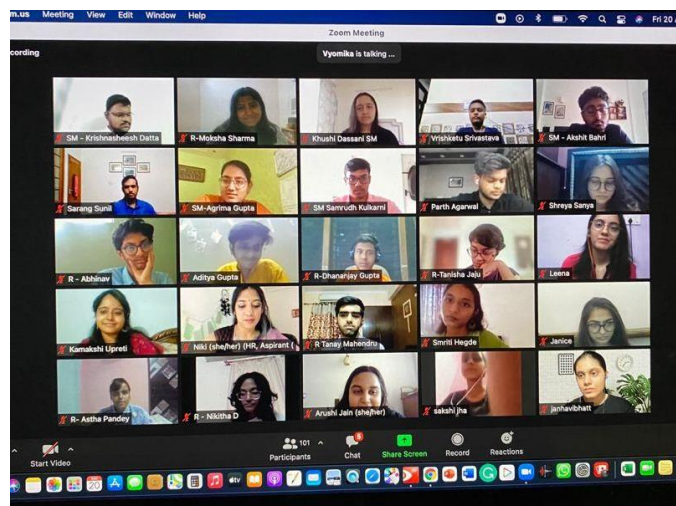 m.us Meeting View Edit Window Help Fri 20
Zoom Meeting
cording
Vyomika is talking ...
SM - Krishnasheesh Datta
R-Moksha Sharma
Khushi Dassani SM
Vrishketu Srivastava
SM - Akshit Bahri
Sarang Sunil
SM-Agrima Gupta
SM Samrudh Kulkarni
Parth Agarwal
Shreya Sanya
R - Abhinav
Aditya Gupta
R-Dhananjay Gupta
R-Tanisha Jaju
Leena
Kamakshi Upreti
Niki (she/her) (HR, Aspirant (
R Tanay Mahendru
Smriti Hegde
Janice
R- Astha Pandey
R - Nikitha D
Arushi Jain (she/her)
sakshi jha
janhavibhatt
Start Video
Participants 101
Chat
Share Screen
Record
Reactions
20
tv